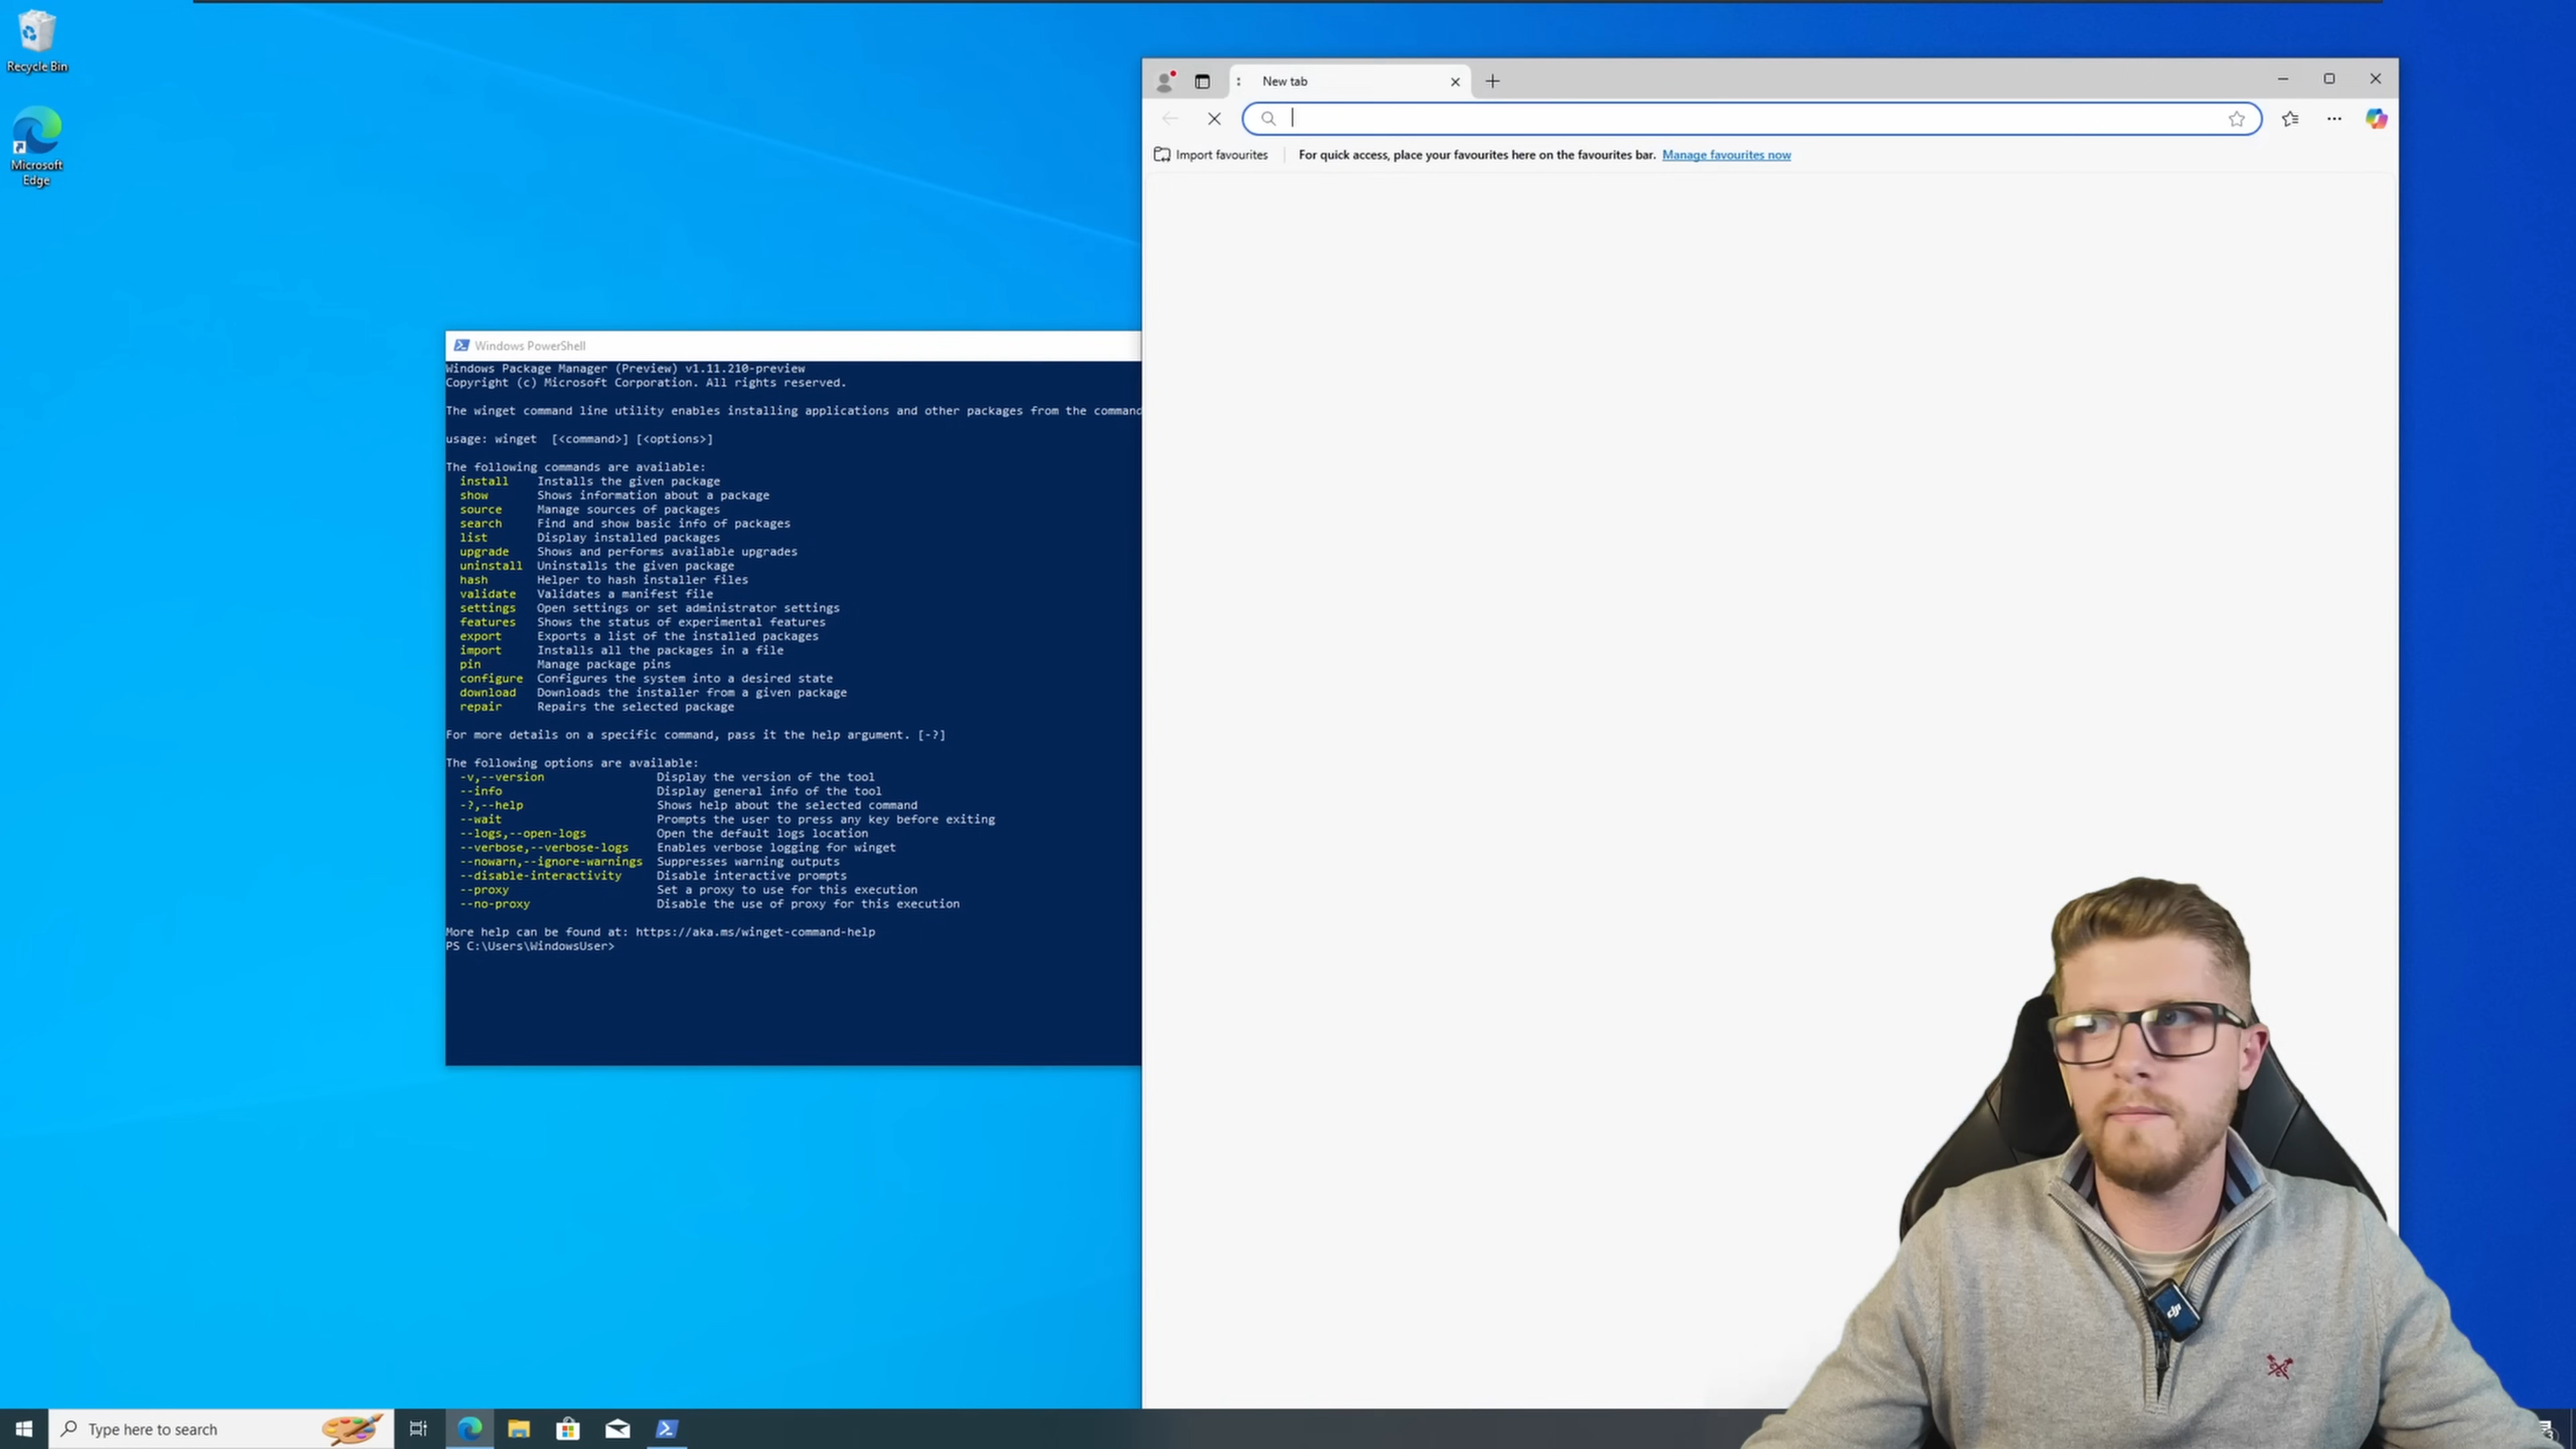 Recycle Bin
Microsoft
Edge
New tab
Import favourites
For quick access, place your favourites here on the favourites bar. Manage favourites now
Windows PowerShell
Windows Package Manager (Preview) v1.11.210-preview
Copyright (c) Microsoft Corporation. All rights reserved.
The winget command line utility enables installing applications and other packages from the command
usage: winget  [<command>] [<options>]
The following commands are available:
install    Installs the given package
show       Shows information about a package
source     Manage sources of packages
search     Find and show basic info of packages
list       Display installed packages
upgrade    Shows and performs available upgrades
uninstall  Uninstalls the given package
hash       Helper to hash installer files
validate   Validates a manifest file
settings   Open settings or set administrator settings
features   Shows the status of experimental features
export     Exports a list of the installed packages
import     Installs all the packages in a file
pin        Manage package pins
configure  Configures the system into a desired state
download   Downloads the installer from a given package
repair     Repairs the selected package
For more details on a specific command, pass it the help argument. [-?]
The following options are available:
-v,--version                Display the version of the tool
--info                      Display general info of the tool
-?,--help                   Shows help about the selected command
--wait                      Prompts the user to press any key before exiting
--logs,--open-logs          Open the default logs location
--verbose,--verbose-logs    Enables verbose logging for winget
--nowarn,--ignore-warnings  Suppresses warning outputs
--disable-interactivity     Disable interactive prompts
--proxy                     Set a proxy to use for this execution
--no-proxy                  Disable the use of proxy for this execution
More help can be found at: https://aka.ms/winget-command-help
PS C:\Users\WindowsUser>
dji
Type here to search
3